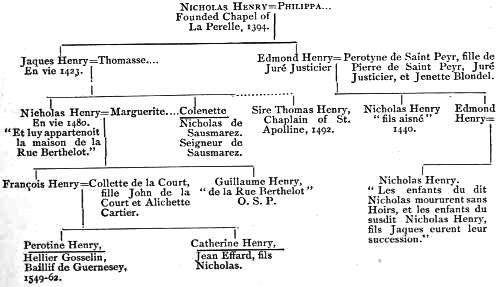 NICHOLAS HENRY=PHILIPPA...
Founded Chapel of
La Perelle, 1394.
Jaques Henry=Thomasse....
En vie 1423.
Edmond Henry=Perotyne de Saint Peyr, fille de
Juré Justicier
Pierre de Saint Peyr, Juré
Justicier, et Jenette Blondel.
Nicholas Henry=Marguerite....
En vie 1480.
"Et luy appartenoit
la maison de la
Rue Berthelot."
Colenette
Nicholas de
Sausmarez.
Seigneur de
Sausmarez.
Sire Thomas Henry,
Chaplain of St.
Apolline, 1492.
Nicholas Henry
"fils aisné"
1440.
Edmond
Henry=
François Henry=Collette de la Court,
fille John de la
Court et Alichette
Cartier.
Guillaume Henry,
"de la Rue Berthelot"
O. S. P.
Nicholas Henry.
"Les enfants du dit
Nicholas moururent sans
Hoirs, et les enfants du
susdit Nicholas Henry,
fils Jaques eurent leur
succession."
Perotine Henry,
Hellier Gosselin,
Baillif de Guernesey,
1549-62.
Catherine Henry,
Jean Effard, fils
Nicholas.